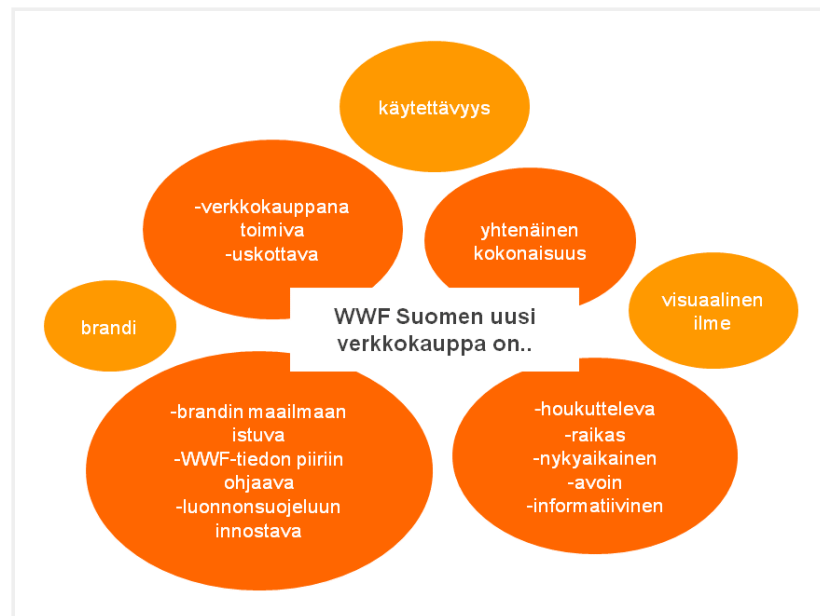 käytettävyys
-verkkokauppana
toimiva
-uskottava
yhtenäinen
kokonaisuus
brandi
WWF Suomen uusi
verkkokauppa on..
visuaalinen
ilme
-brandin maailmaan
istuva
-WWF-tiedon piiriin
ohjaava
-luonnonsuojeluun
innostava
-houkutteleva
-raikas
-nykyaikainen
-avoin
-informatiivinen